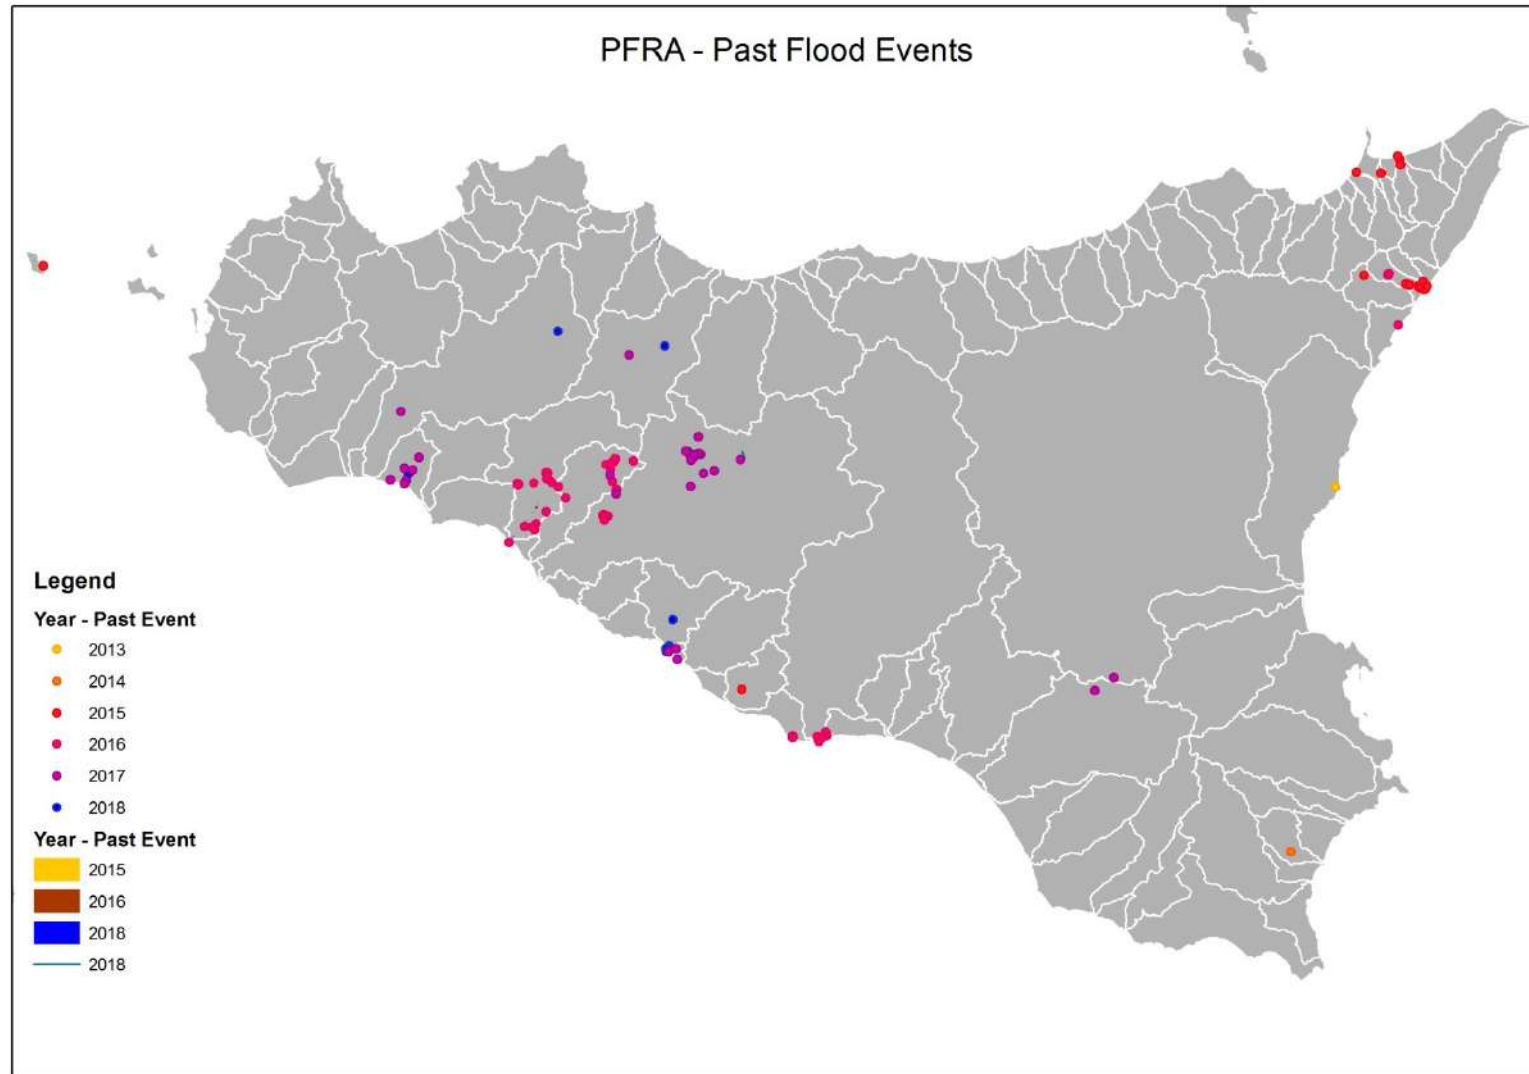 PFRA - Past Flood Events
Legend
Year - Past Event
2013
2014
2015
2016
2017
2018
Year - Past Event
2015
2016
2018
2018